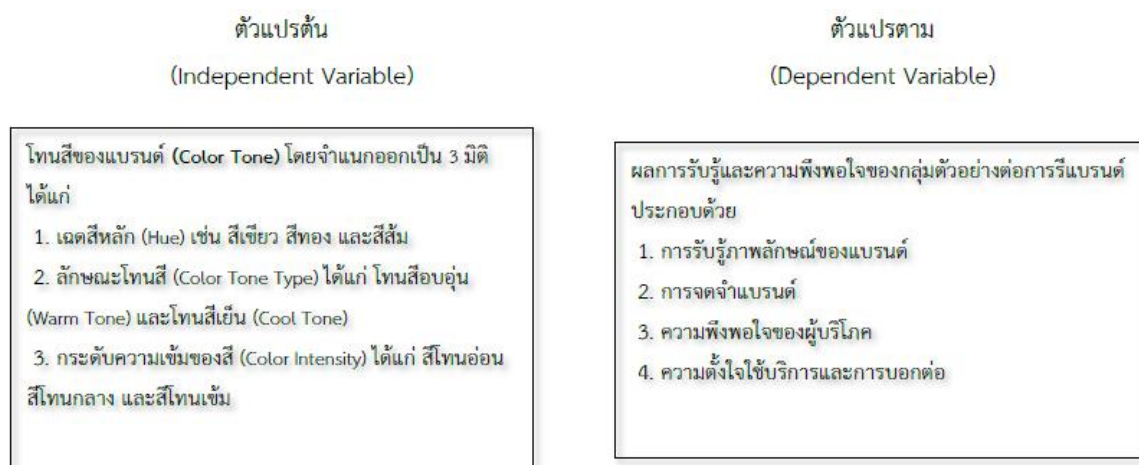 ตัวแปรต้น
(Independent Variable)
โทนสีของแบรนด์ (Color Tone) โดยจำแนกออกเป็น 3 มิติ
ได้แก่
1. เฉดสีหลัก (Hue) เช่น สีเขียว สีทอง และสีส้ม
2. ลักษณะโทนสี (Color Tone Type) ได้แก่ โทนสีอบอุ่น
(Warm Tone) และโทนสีเย็น (Cool Tone)
3. กระดับความเข้มของสี (Color Intensity) ได้แก่ สีโทนอ่อน
สีโทนกลาง และสีโทนเข้ม
ตัวแปรตาม
(Dependent Variable)
ผลการรับรู้และความพึงพอใจของกลุ่มตัวอย่างต่อการรีแบรนด์
ประกอบด้วย
1. การรับรู้ภาพลักษณ์ของแบรนด์
2. การจดจำแบรนด์
3. ความพึงพอใจของผู้บริโภค
4. ความตั้งใจใช้บริการและการบอกต่อ